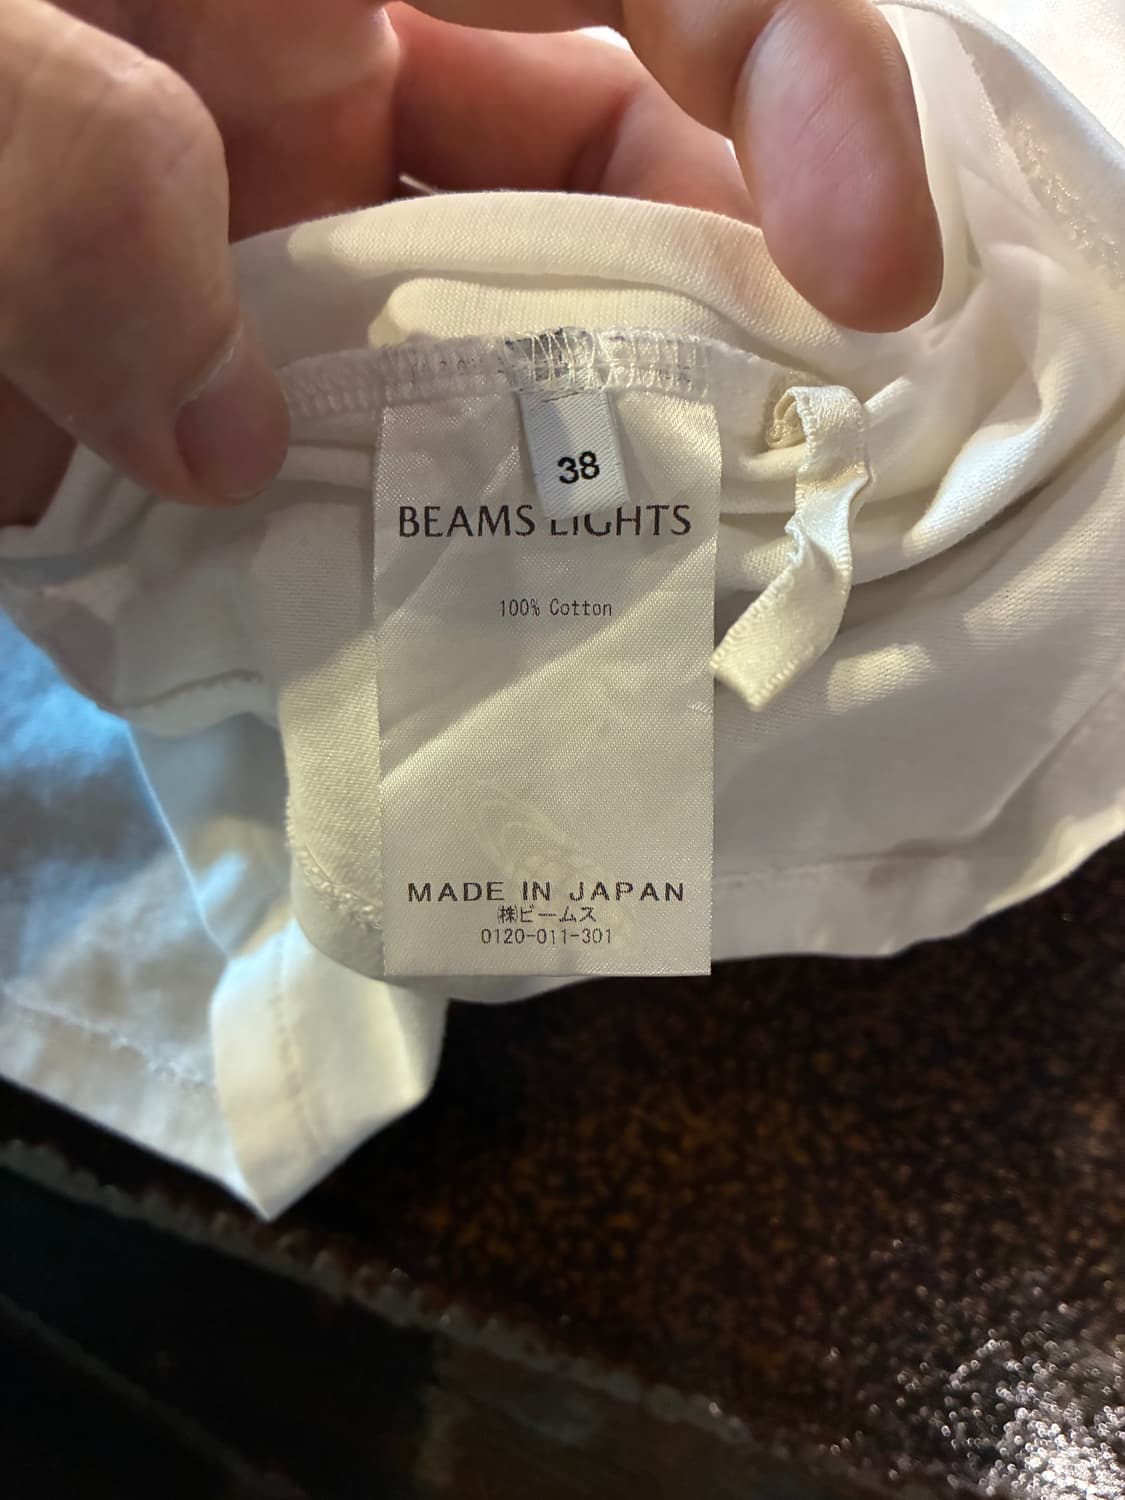 38
BEAMS LIGHTS
100% Cotton
MADE IN JAPAN
㈱ビームス
0120-011-301